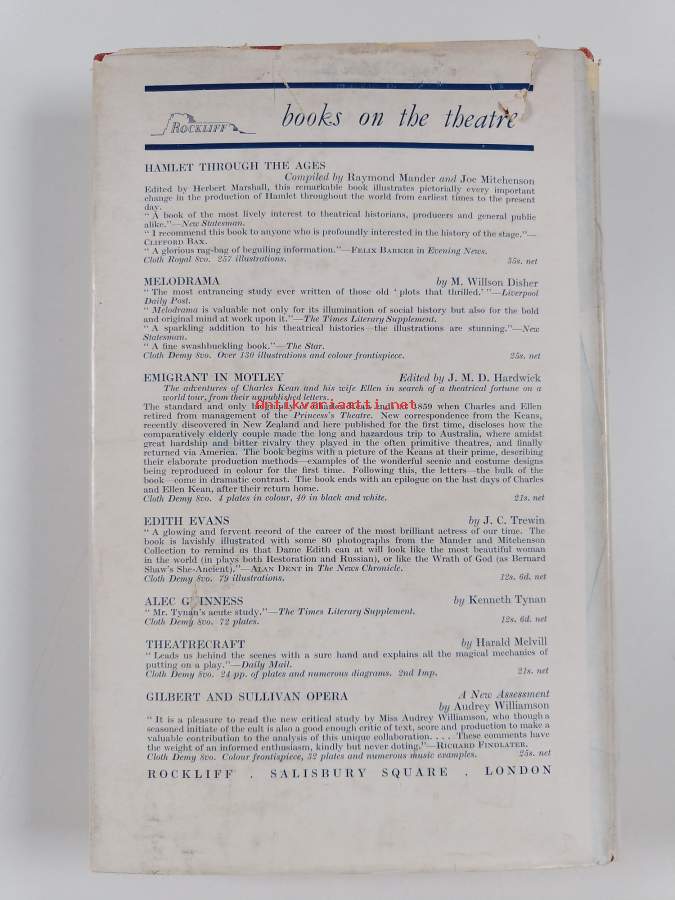 ROCKLIFF books on the theatre
HAMLET THROUGH THE AGES
Compiled by Raymond Mander and Joe Mitchenson
Edited by Herbert Marshall, this remarkable book illustrates pictorially every important
change in the production of Hamlet throughout the world from earliest times to the present
day.
“ A book of the most lively interest to theatrical historians, producers and general public
alike.”—New Statesman.
“ I recommend this book to anyone who is profoundly interested in the history of the stage.”—
CLIFFORD BAX.
“ A glorious rag-bag of beguiling information.”—FELIX BARKER in Evening News.
Cloth Royal 8vo. 257 illustrations. 35s. net
MELODRAMA by M. Willson Disher
“ The most entrancing study ever written of those old ‘ plots that thrilled.’ ”—Liverpool
Daily Post.
“ Melodrama is valuable not only for its illumination of social history but also for the bold
and original mind at work upon it.”—The Times Literary Supplement.
“ A sparkling addition to his theatrical histories—the illustrations are stunning.”—New
Statesman.
“ A fine swashbuckling book.”—The Star.
Cloth Demy 8vo. Over 130 illustrations and colour frontispiece. 25s. net
EMIGRANT IN MOTLEY Edited by J. M. D. Hardwick
The adventures of Charles Kean and his wife Ellen in search of a theatrical fortune on a
world tour, from their unpublished letters.
Antiikvariaatti.net
The standard and only biography of Charles Kean ends in 1859 when Charles and Ellen
retired from management of the Princess's Theatre. New correspondence from the Keans,
recently discovered in New Zealand and here published for the first time, discloses how the
comparatively elderly couple made the long and hazardous trip to Australia, where amidst
great hardship and bitter rivalry they played in the often primitive theatres, and finally
returned via America. The book begins with a picture of the Keans at their prime, describing
their elaborate production methods—examples of the wonderful scenic and costume designs
being reproduced in colour for the first time. Following this, the letters—the bulk of the
book—come in dramatic contrast. The book ends with an epilogue on the last days of Charles
and Ellen Kean, after their return home.
Cloth Demy 8vo. 4 plates in colour, 40 in black and white. 21s. net
EDITH EVANS by J. C. Trewin
“ A glowing and fervent record of the career of the most brilliant actress of our time. The
book is lavishly illustrated with some 80 photographs from the Mander and Mitchenson
Collection to remind us that Dame Edith can at will look like the most beautiful woman
in the world (in plays both Restoration and Russian), or like the Wrath of God (as Bernard
Shaw's She-Ancient).”—ALAN DENT in The News Chronicle.
Cloth Demy 8vo. 79 illustrations. 12s. 6d. net
ALEC G INNESS by Kenneth Tynan
“ Mr. Tynan's acute study.”—The Times Literary Supplement.
Cloth Demy 8vo. 72 plates. 12s. 6d. net
THEATRECRAFT by Harald Melvill
“ Leads us behind the scenes with a sure hand and explains all the magical mechanics of
putting on a play.”—Daily Mail.
Cloth Demy 8vo. 24 pp. of plates and numerous diagrams. 2nd Imp. 21s. net
GILBERT AND SULLIVAN OPERA A New Assessment
by Audrey Williamson
“ It is a pleasure to read the new critical study by Miss Audrey Williamson, who though a
seasoned initiate of the cult is also a good enough critic of text, score and production to make a
valuable contribution to the analysis of this unique collaboration. . . . These comments have
the weight of an informed enthusiasm, kindly but never doting.”—RICHARD FINDLATER.
Cloth Demy 8vo. Colour frontispiece, 32 plates and numerous music examples. 25s. net
ROCKLIFF . SALISBURY SQUARE . LONDON